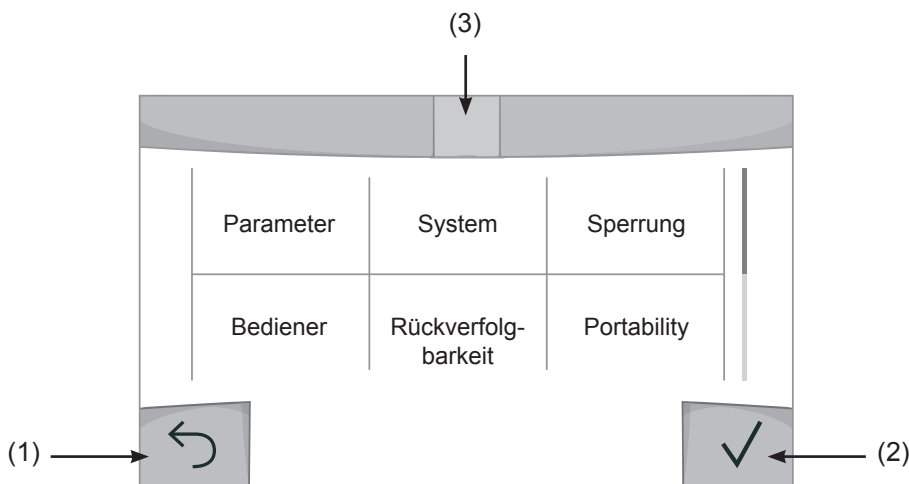 (3)
Parameter
System
Sperrung
Bediener
Rückverfolg-
barkeit
Portability
(1)
(2)